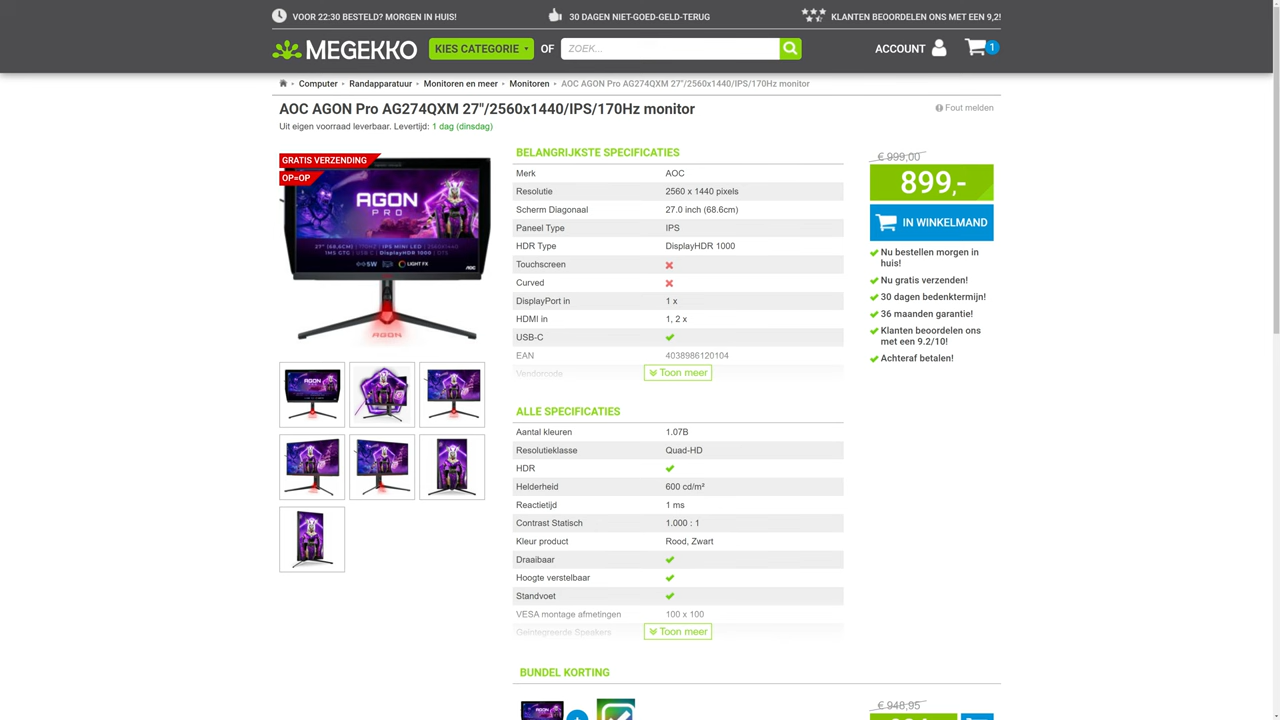 VOOR 22:30 BESTELD? MORGEN IN HUIS!
30 DAGEN NIET-GOED-GELD-TERUG
KLANTEN BEOORDELEN ONS MET EEN 9,2!
MEGEKKO
KIES CATEGORIE
OF
ZOEK...
ACCOUNT
1
Computer
Randapparatuur
Monitoren en meer
Monitoren
AOC AGON Pro AG274QXM 27"/2560x1440/IPS/170Hz monitor
AOC AGON Pro AG274QXM 27"/2560x1440/IPS/170Hz monitor
Fout melden
Uit eigen voorraad leverbaar. Levertijd: 1 dag (dinsdag)
GRATIS VERZENDING
OP=OP
AGON
PRO
AOC
AGON
BELANGRIJKSTE SPECIFICATIES
Merk AOC
Resolutie 2560 x 1440 pixels
Scherm Diagonaal 27.0 inch (68.6cm)
Paneel Type IPS
HDR Type DisplayHDR 1000
Touchscreen
Curved
DisplayPort in 1 x
HDMI in 1, 2 x
USB-C
EAN 4038986120104
Vendorcode
Toon meer
ALLE SPECIFICATIES
Aantal kleuren 1.07B
Resolutieklasse Quad-HD
HDR
Helderheid 600 cd/m²
Reactietijd 1 ms
Contrast Statisch 1.000 : 1
Kleur product Rood, Zwart
Draaibaar
Hoogte verstelbaar
Standvoet
VESA montage afmetingen 100 x 100
Geïntegreerde Speakers
Toon meer
BUNDEL KORTING
€ 999,00
899,-
IN WINKELMAND
Nu bestellen morgen in
huis!
Nu gratis verzenden!
30 dagen bedenktermijn!
36 maanden garantie!
Klanten beoordelen ons
met een 9.2/10!
Achteraf betalen!
€ 948,95